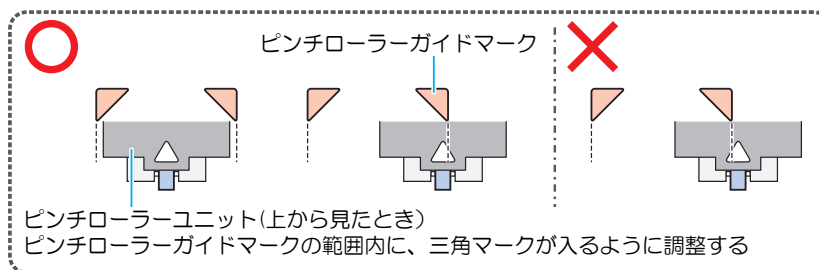 ピンチローラーガイドマーク
ピンチローラーユニット(上から見たとき)
ピンチローラーガイドマークの範囲内に、三角マークが入るように調整する